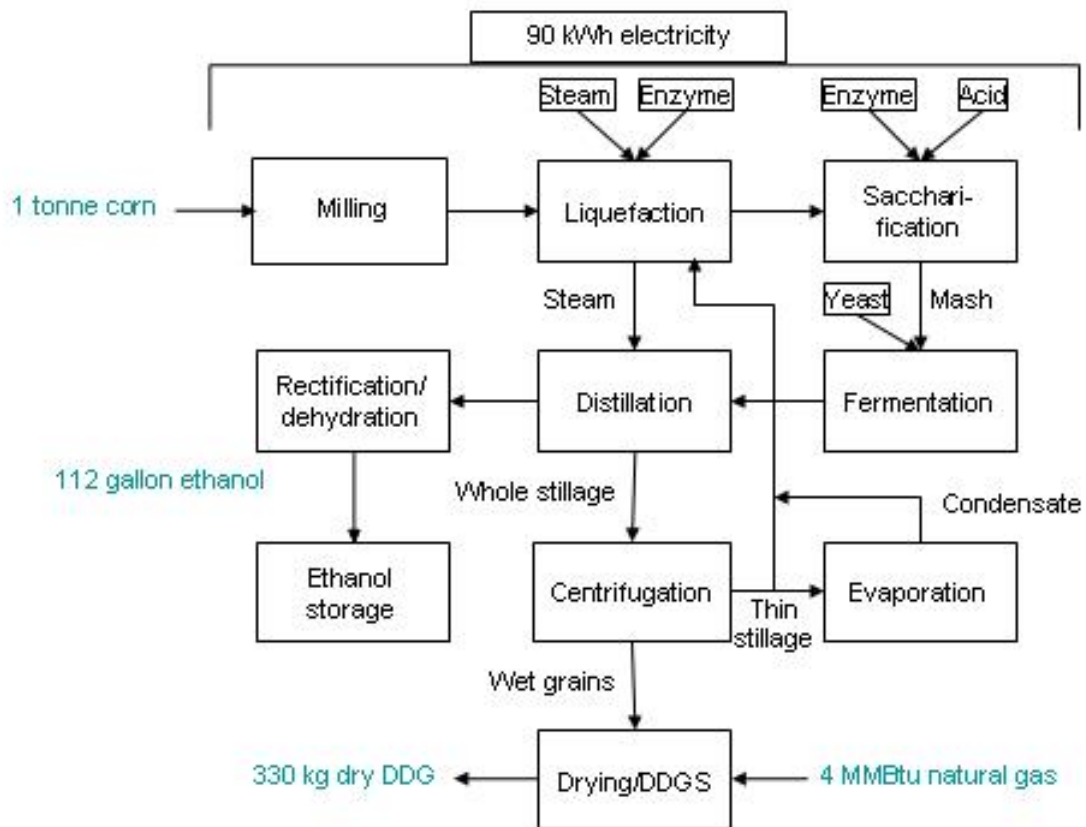 90 kWh electricity
Steam
Enzyme
Enzyme
Acid
1 tonne corn
Milling
Liquefaction
Sacchari-
fication
Steam
Yeast
Mash
Rectification/
dehydration
Distillation
Fermentation
112 gallon ethanol
Whole stillage
Condensate
Ethanol
storage
Centrifugation
Thin
stillage
Evaporation
Wet grains
330 kg dry DDG
Drying/DDGS
4 MMBtu natural gas